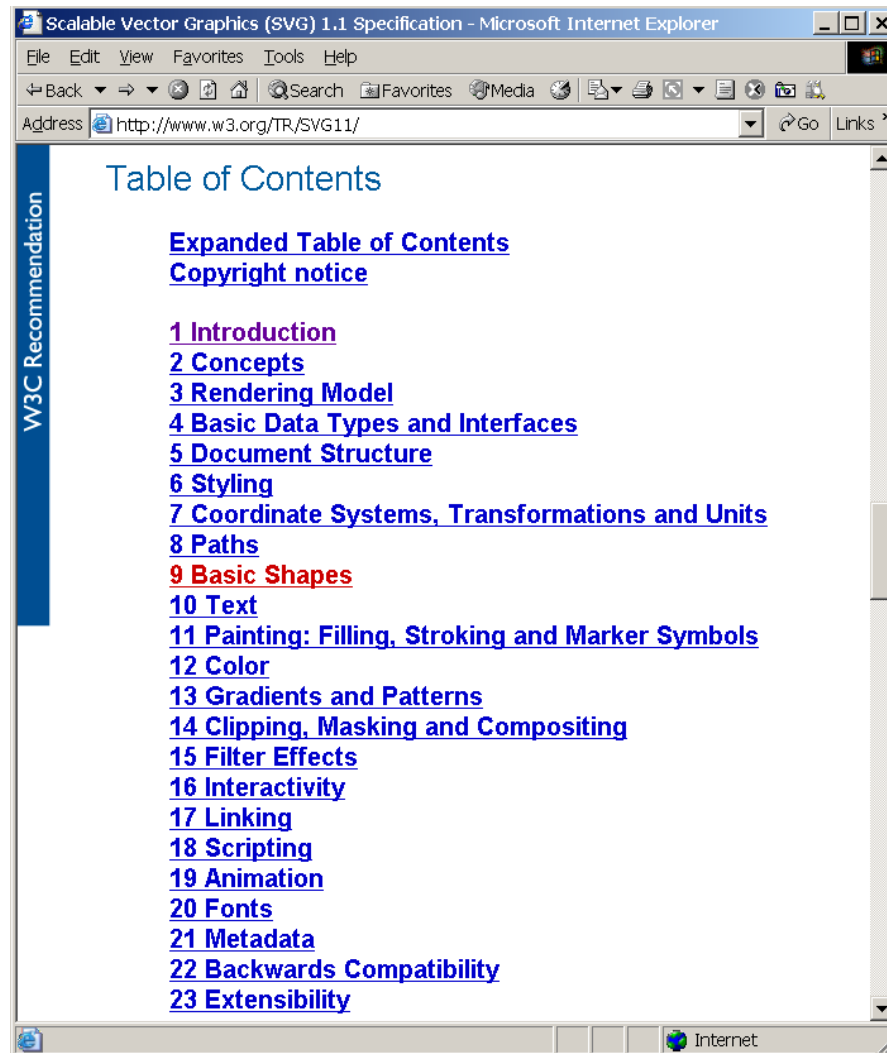 Scalable Vector Graphics (SVG) 1.1 Specification - Microsoft Internet Explorer
File Edit View Favorites Tools Help
Back Search Favorites Media
Address http://www.w3.org/TR/SVG11/ Go Links
W3C Recommendation
Table of Contents
Expanded Table of Contents
Copyright notice
1 Introduction
2 Concepts
3 Rendering Model
4 Basic Data Types and Interfaces
5 Document Structure
6 Styling
7 Coordinate Systems, Transformations and Units
8 Paths
9 Basic Shapes
10 Text
11 Painting: Filling, Stroking and Marker Symbols
12 Color
13 Gradients and Patterns
14 Clipping, Masking and Compositing
15 Filter Effects
16 Interactivity
17 Linking
18 Scripting
19 Animation
20 Fonts
21 Metadata
22 Backwards Compatibility
23 Extensibility
Internet